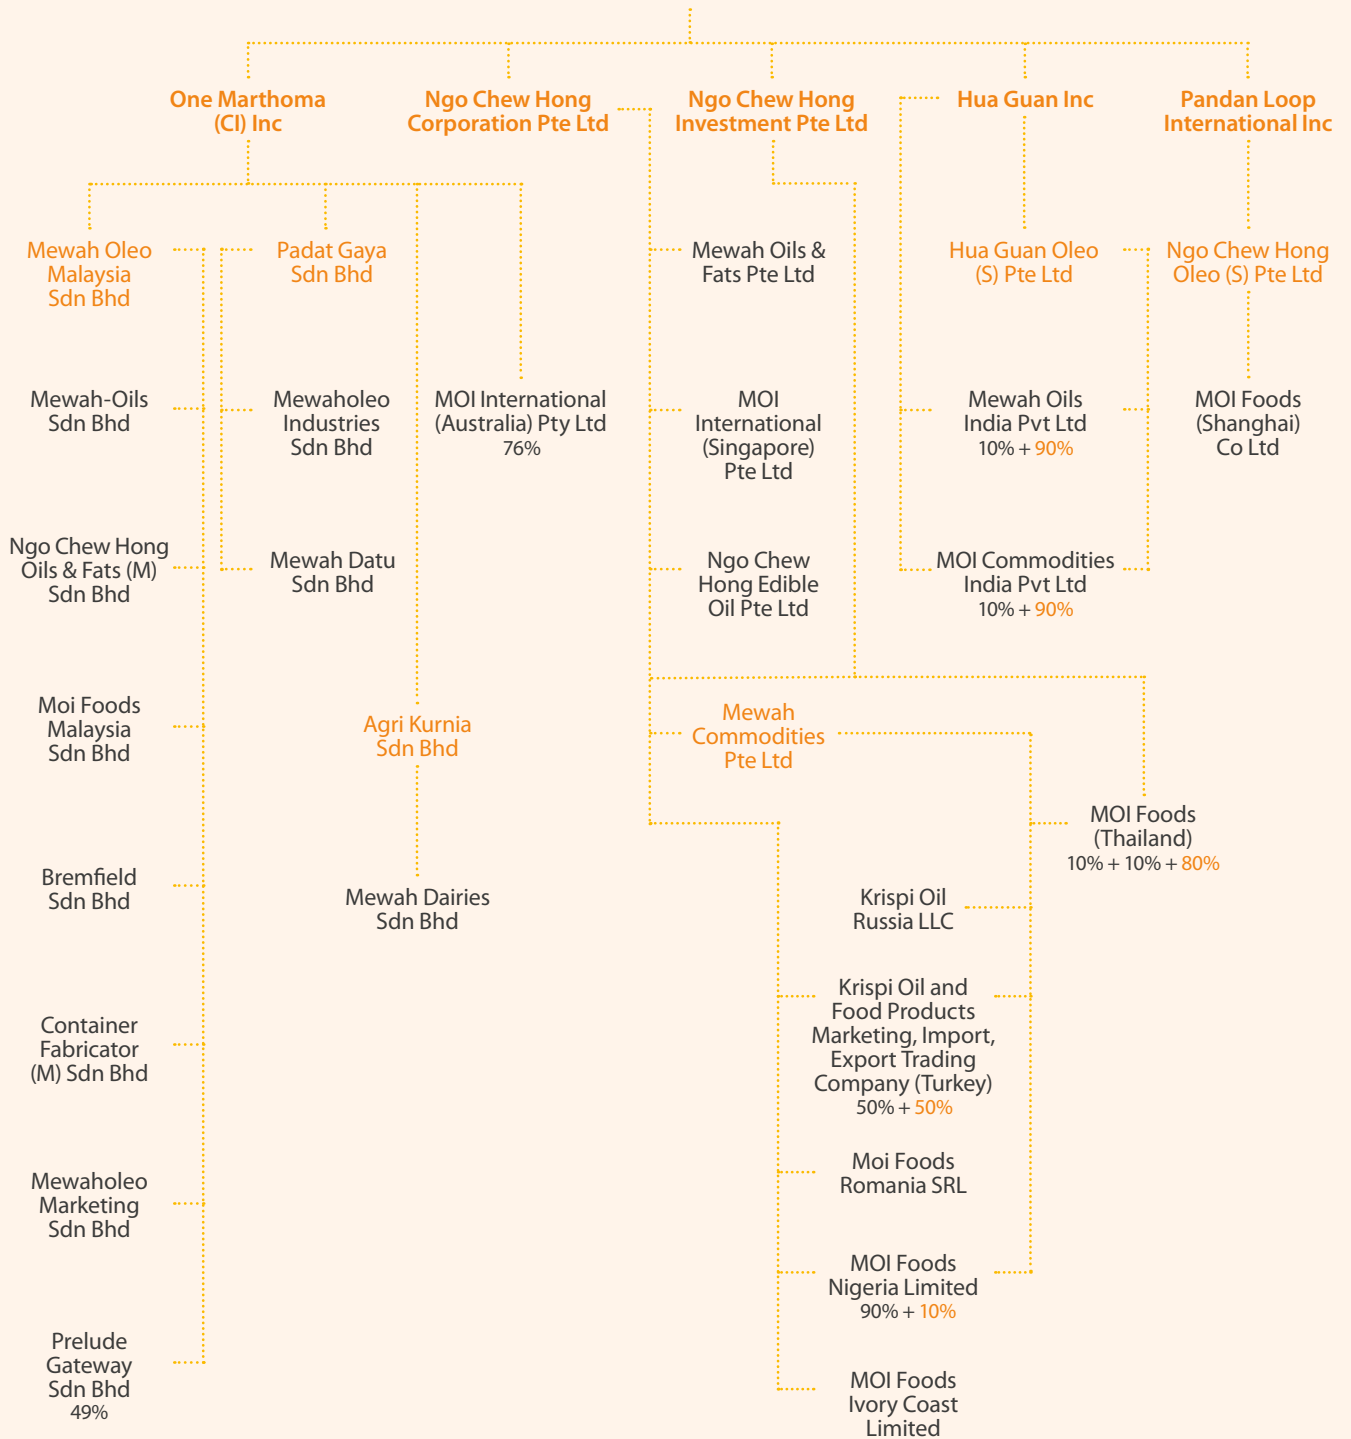 One Marthoma
(CI) Inc
Ngo Chew Hong
Corporation Pte Ltd
Ngo Chew Hong
Investment Pte Ltd
Hua Guan Inc
Pandan Loop
International Inc
Mewah Oleo
Malaysia
Sdn Bhd
Padat Gaya
Sdn Bhd
Mewah Oils &
Fats Pte Ltd
Hua Guan Oleo
(S) Pte Ltd
Ngo Chew Hong
Oleo (S) Pte Ltd
Mewah-Oils
Sdn Bhd
Mewaholeo
Industries
Sdn Bhd
MOI International
(Australia) Pty Ltd
76%
MOI
International
(Singapore)
Pte Ltd
Mewah Oils
India Pvt Ltd
10% + 90%
MOI Foods
(Shanghai)
Co Ltd
Ngo Chew Hong
Oils & Fats (M)
Sdn Bhd
Mewah Datu
Sdn Bhd
Ngo Chew
Hong Edible
Oil Pte Ltd
MOI Commodities
India Pvt Ltd
10% + 90%
Moi Foods
Malaysia
Sdn Bhd
Agri Kurnia
Sdn Bhd
Mewah
Commodities
Pte Ltd
MOI Foods
(Thailand)
10% + 10% + 80%
Bremfield
Sdn Bhd
Mewah Dairies
Sdn Bhd
Krispi Oil
Russia LLC
Container
Fabricator
(M) Sdn Bhd
Krispi Oil and
Food Products
Marketing, Import,
Export Trading
Company (Turkey)
50% + 50%
Mewaholeo
Marketing
Sdn Bhd
Moi Foods
Romania SRL
MOI Foods
Nigeria Limited
90% + 10%
Prelude
Gateway
Sdn Bhd
49%
MOI Foods
Ivory Coast
Limited